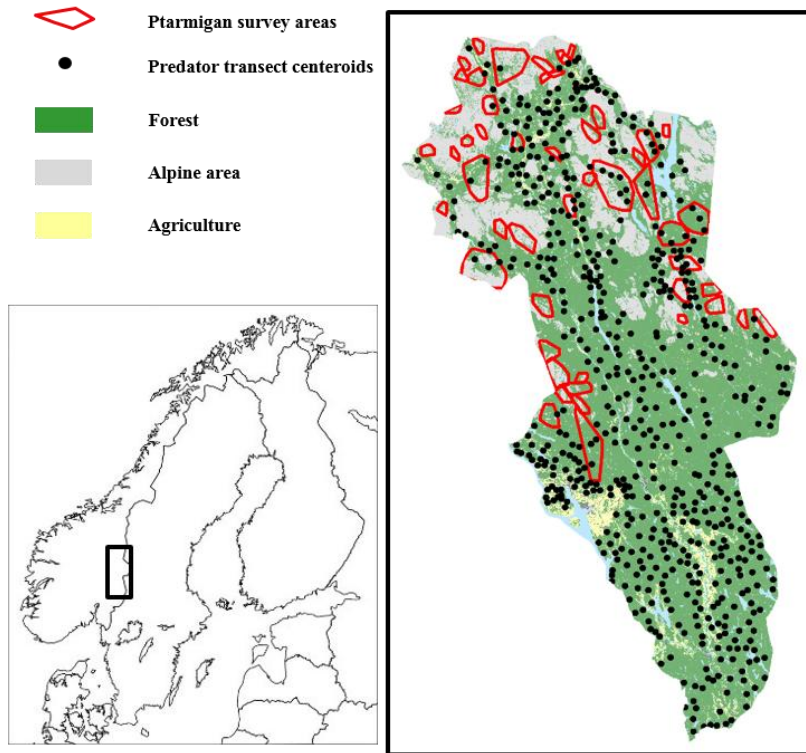 Ptarmigan survey areas
Predator transect centeroids
Forest
Alpine area
Agriculture